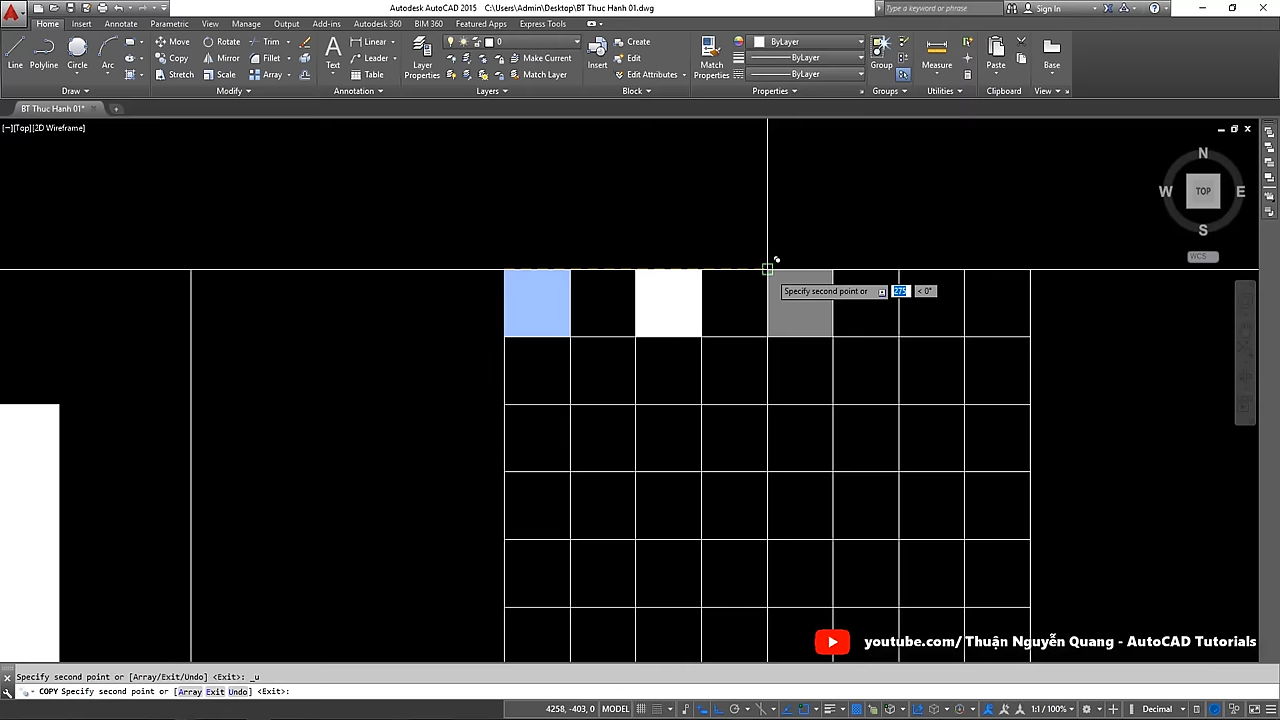 Autodesk AutoCAD 2015 C:\Users\Admin\Desktop\BT Thuc Hanh 01.dwg
Type a keyword or phrase
Sign In
Home Insert Annotate Parametric View Manage Output Add-ins Autodesk 360 BIM 360 Featured Apps Express Tools
Line Polyline Circle Arc
Move Rotate Trim
Copy Mirror Fillet
Stretch Scale Array
Text
Linear
Leader
Table
Layer Properties
0
Make Current
Match Layer
Insert
Create
Edit
Edit Attributes
Match Properties
ByLayer
ByLayer
ByLayer
Group
Measure
Paste
Base
Draw Modify Annotation Layers Block Properties Groups Utilities Clipboard View
BT Thuc Hanh 01*
[−][Top][2D Wireframe]
N
W TOP E
S
WCS
Specify second point or 275 < 0°
youtube.com/ Thuận Nguyễn Quang - AutoCAD Tutorials
Specify second point or [Array/Exit/Undo] <Exit>: _u
COPY Specify second point or [Array Exit Undo] <Exit>:
4258, -403, 0 MODEL 1:1 / 100% Decimal